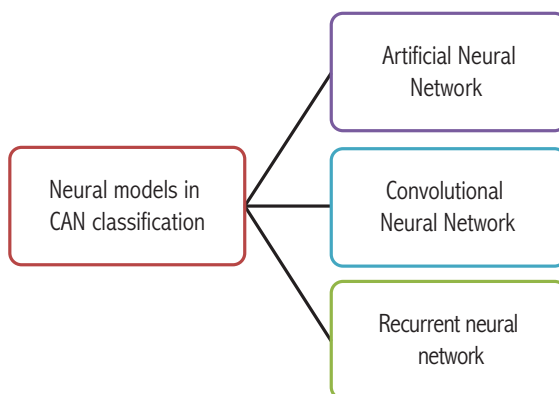 Artificial Neural
Network
Neural models in
CAN classification
Convolutional
Neural Network
Recurrent neural
network